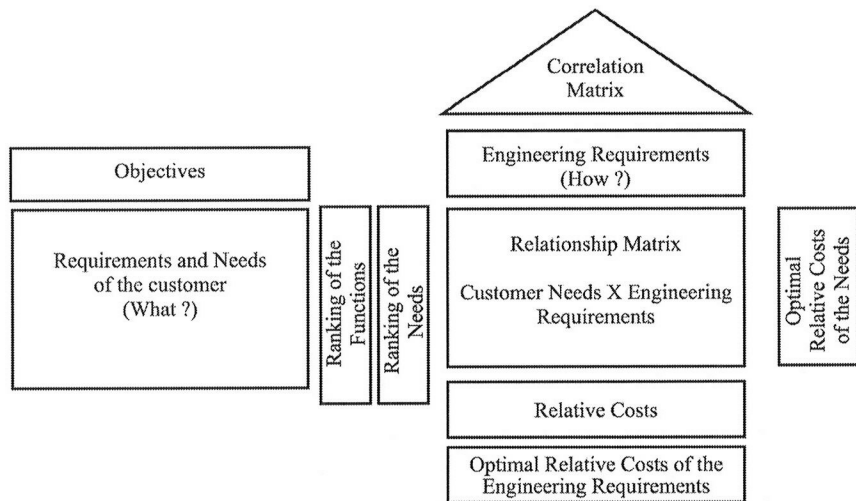 Correlation
Matrix
Objectives
Engineering Requirements
(How ?)
Requirements and Needs
of the customer
(What ?)
Ranking of the
Functions
Ranking of the
Needs
Relationship Matrix
Customer Needs X Engineering
Requirements
Optimal
Relative Costs
of the Needs
Relative Costs
Optimal Relative Costs of the
Engineering Requirements